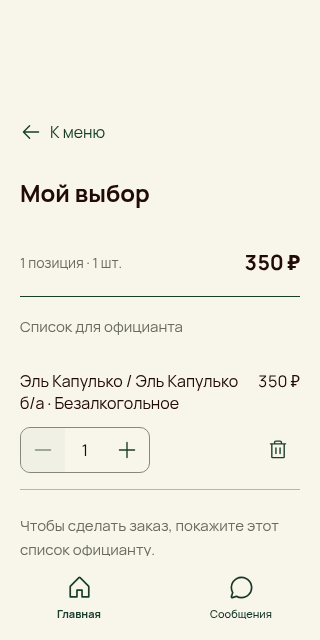 К меню
Мой выбор
1 позиция · 1 шт.
350 ₽
Список для официанта
Эль Капулько / Эль Капулько
350 ₽
б/а · Безалкогольное
1
Чтобы сделать заказ, покажите этот
список официанту.
Главная
Сообщения